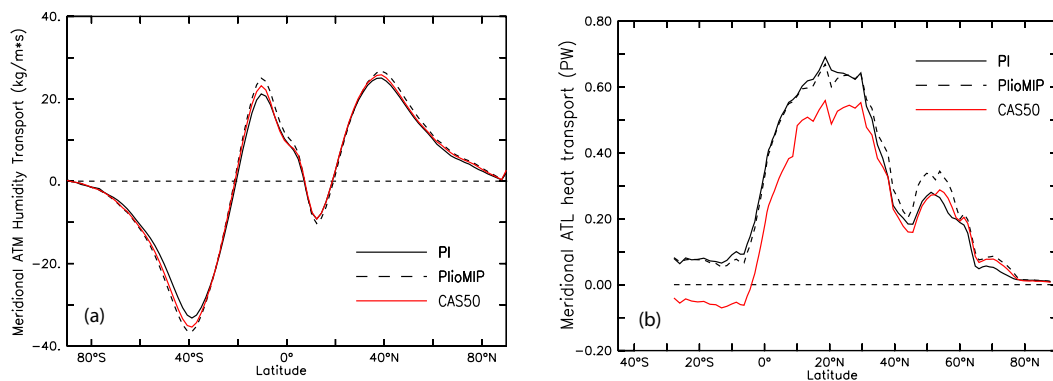 Meridional ATM Humidity Transport (kg/m*s)
40.
20.
0.
-20.
-40.
PI
PlioMIP
CAS50
(a)
80°S 40°S 0° 40°N 80°N
Latitude
Meridional ATL heat transport (PW)
0.80
0.60
0.40
0.20
0.00
-0.20
PI
PlioMIP
CAS50
(b)
40°S 20°S 0° 20°N 40°N 60°N 80°N
Latitude